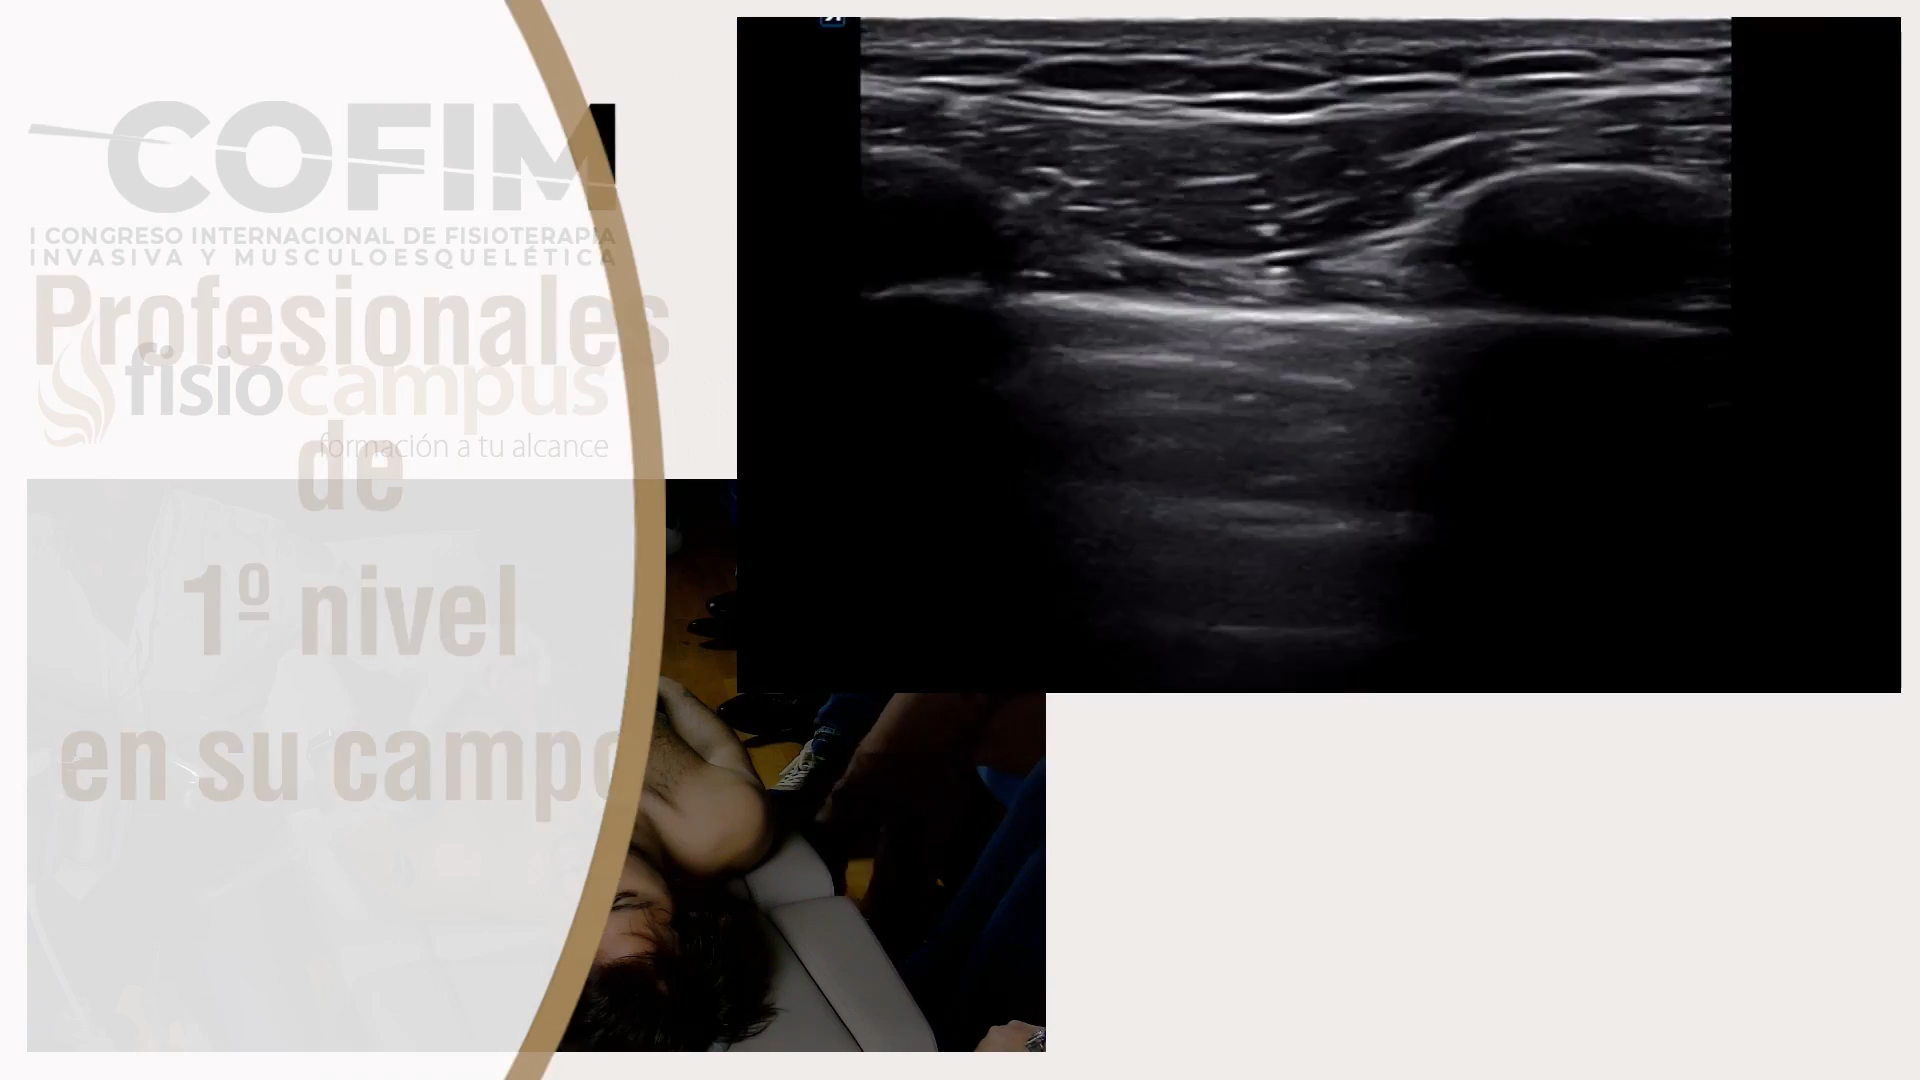 COFIM
I CONGRESO INTERNACIONAL DE FISIOTERAPIA
INVASIVA Y MUSCULOESQUELÉTICA
Profesionales
fisiocampus
formación a tu alcance
de
1º nivel
en su campo